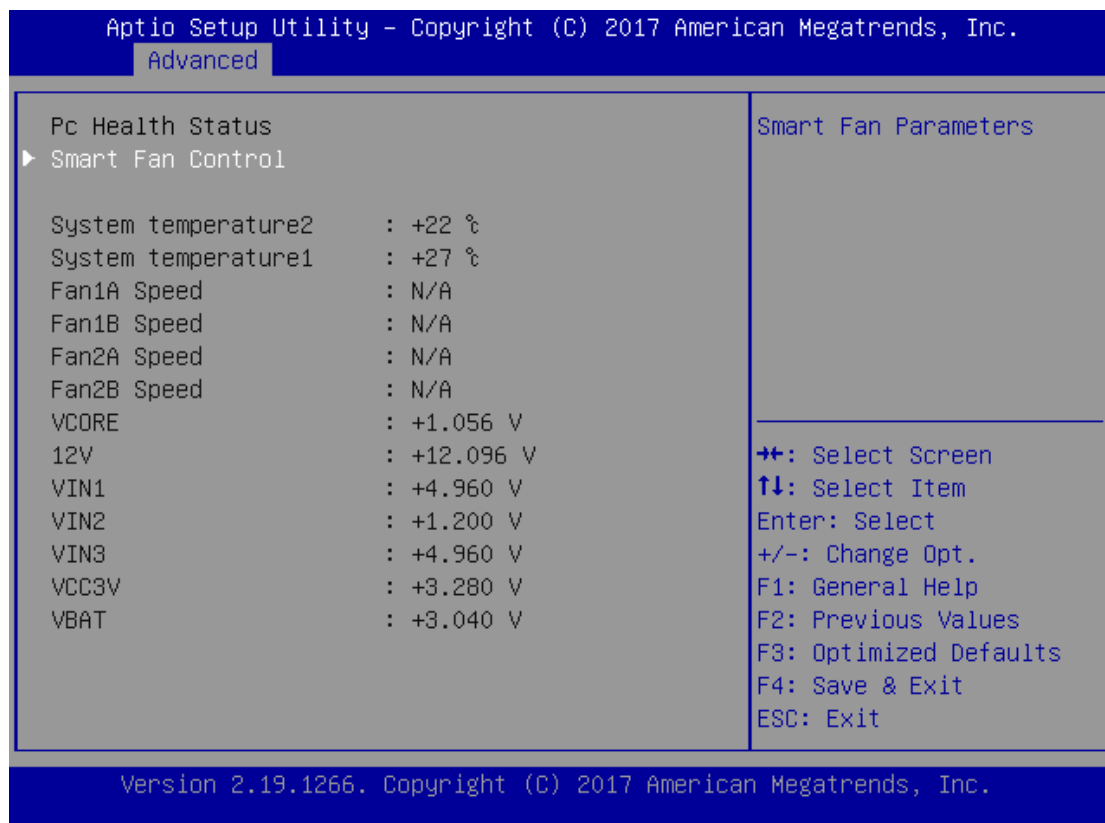 Aptio Setup Utility – Copyright (C) 2017 American Megatrends, Inc.
Advanced
Pc Health Status
Smart Fan Control
System temperature2 : +22 ℃
System temperature1 : +27 ℃
Fan1A Speed : N/A
Fan1B Speed : N/A
Fan2A Speed : N/A
Fan2B Speed : N/A
VCORE : +1.056 V
12V : +12.096 V
VIN1 : +4.960 V
VIN2 : +1.200 V
VIN3 : +4.960 V
VCC3V : +3.280 V
VBAT : +3.040 V
Smart Fan Parameters
→←: Select Screen
↑↓: Select Item
Enter: Select
+/-: Change Opt.
F1: General Help
F2: Previous Values
F3: Optimized Defaults
F4: Save & Exit
ESC: Exit
Version 2.19.1266. Copyright (C) 2017 American Megatrends, Inc.